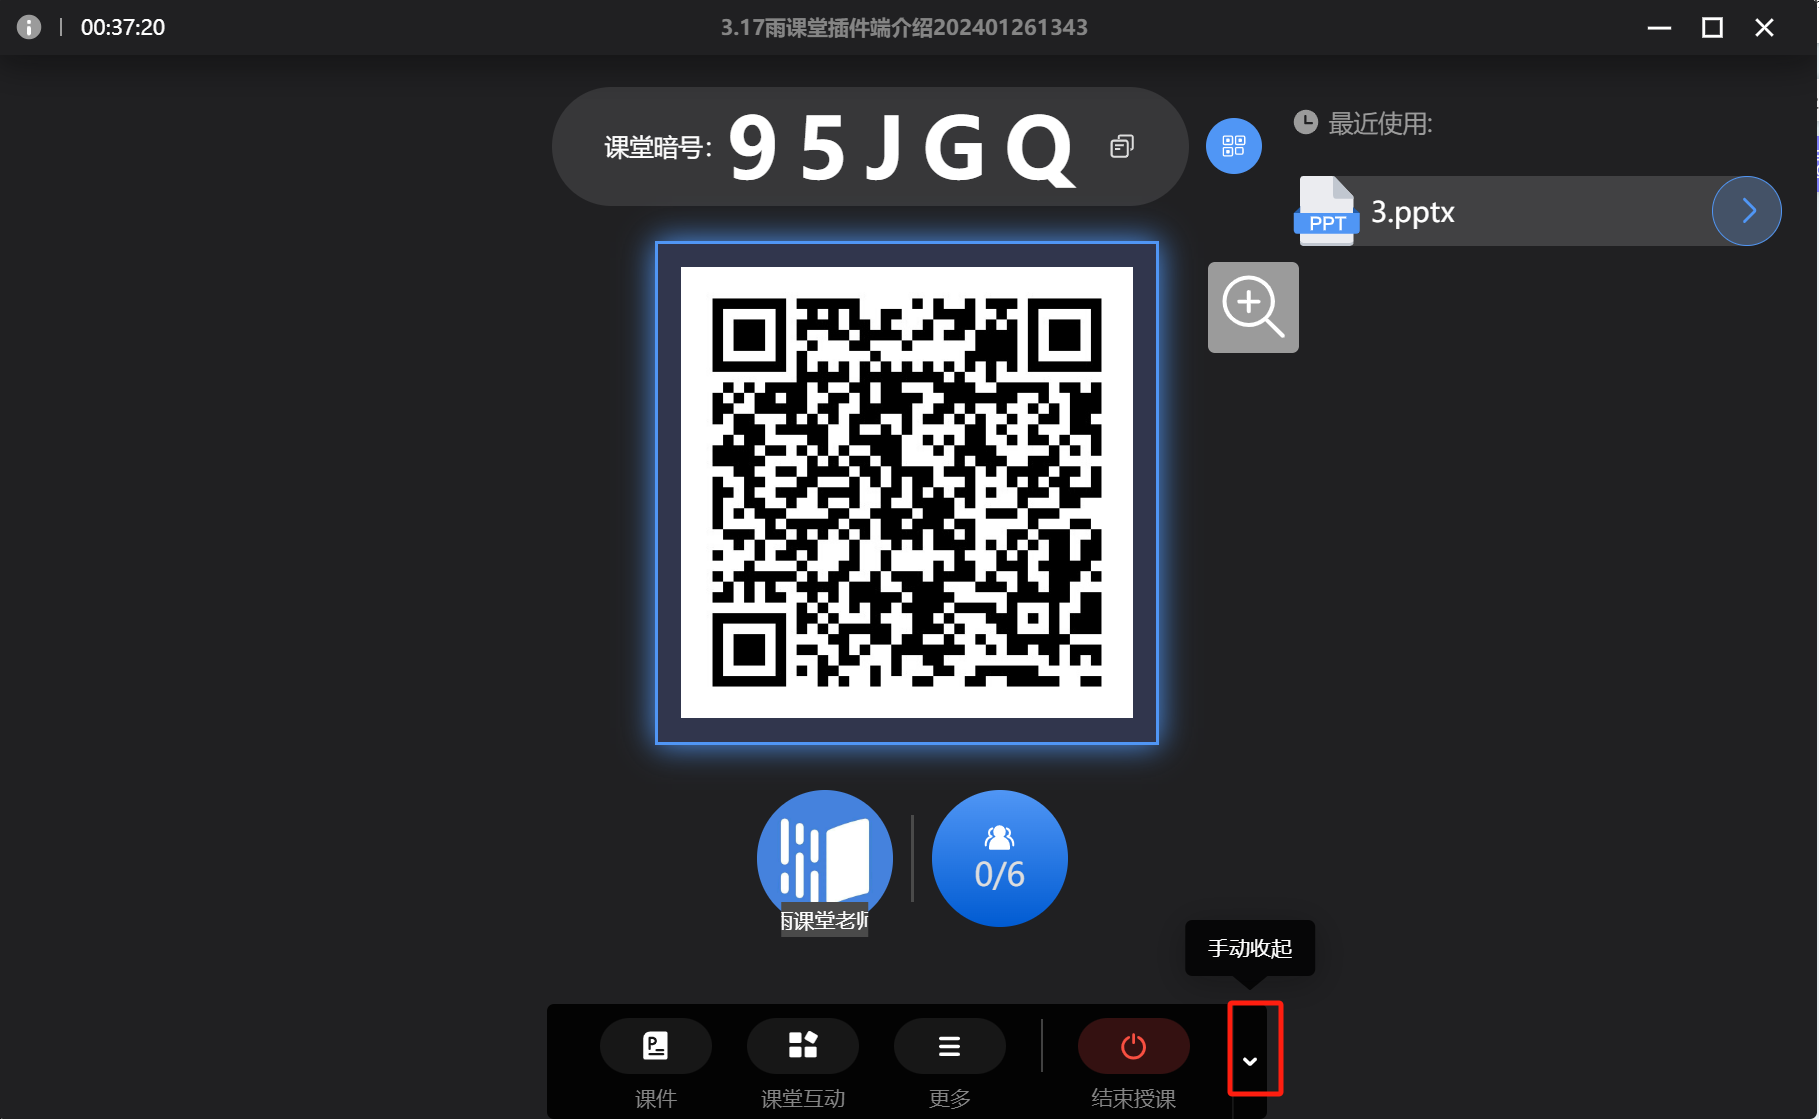 00:37:20
3.17雨课堂插件端介绍202401261343
课堂暗号: 95JGQ
最近使用:
PPT
3.pptx
雨课堂老师
0/6
手动收起
课件
课堂互动
更多
结束授课